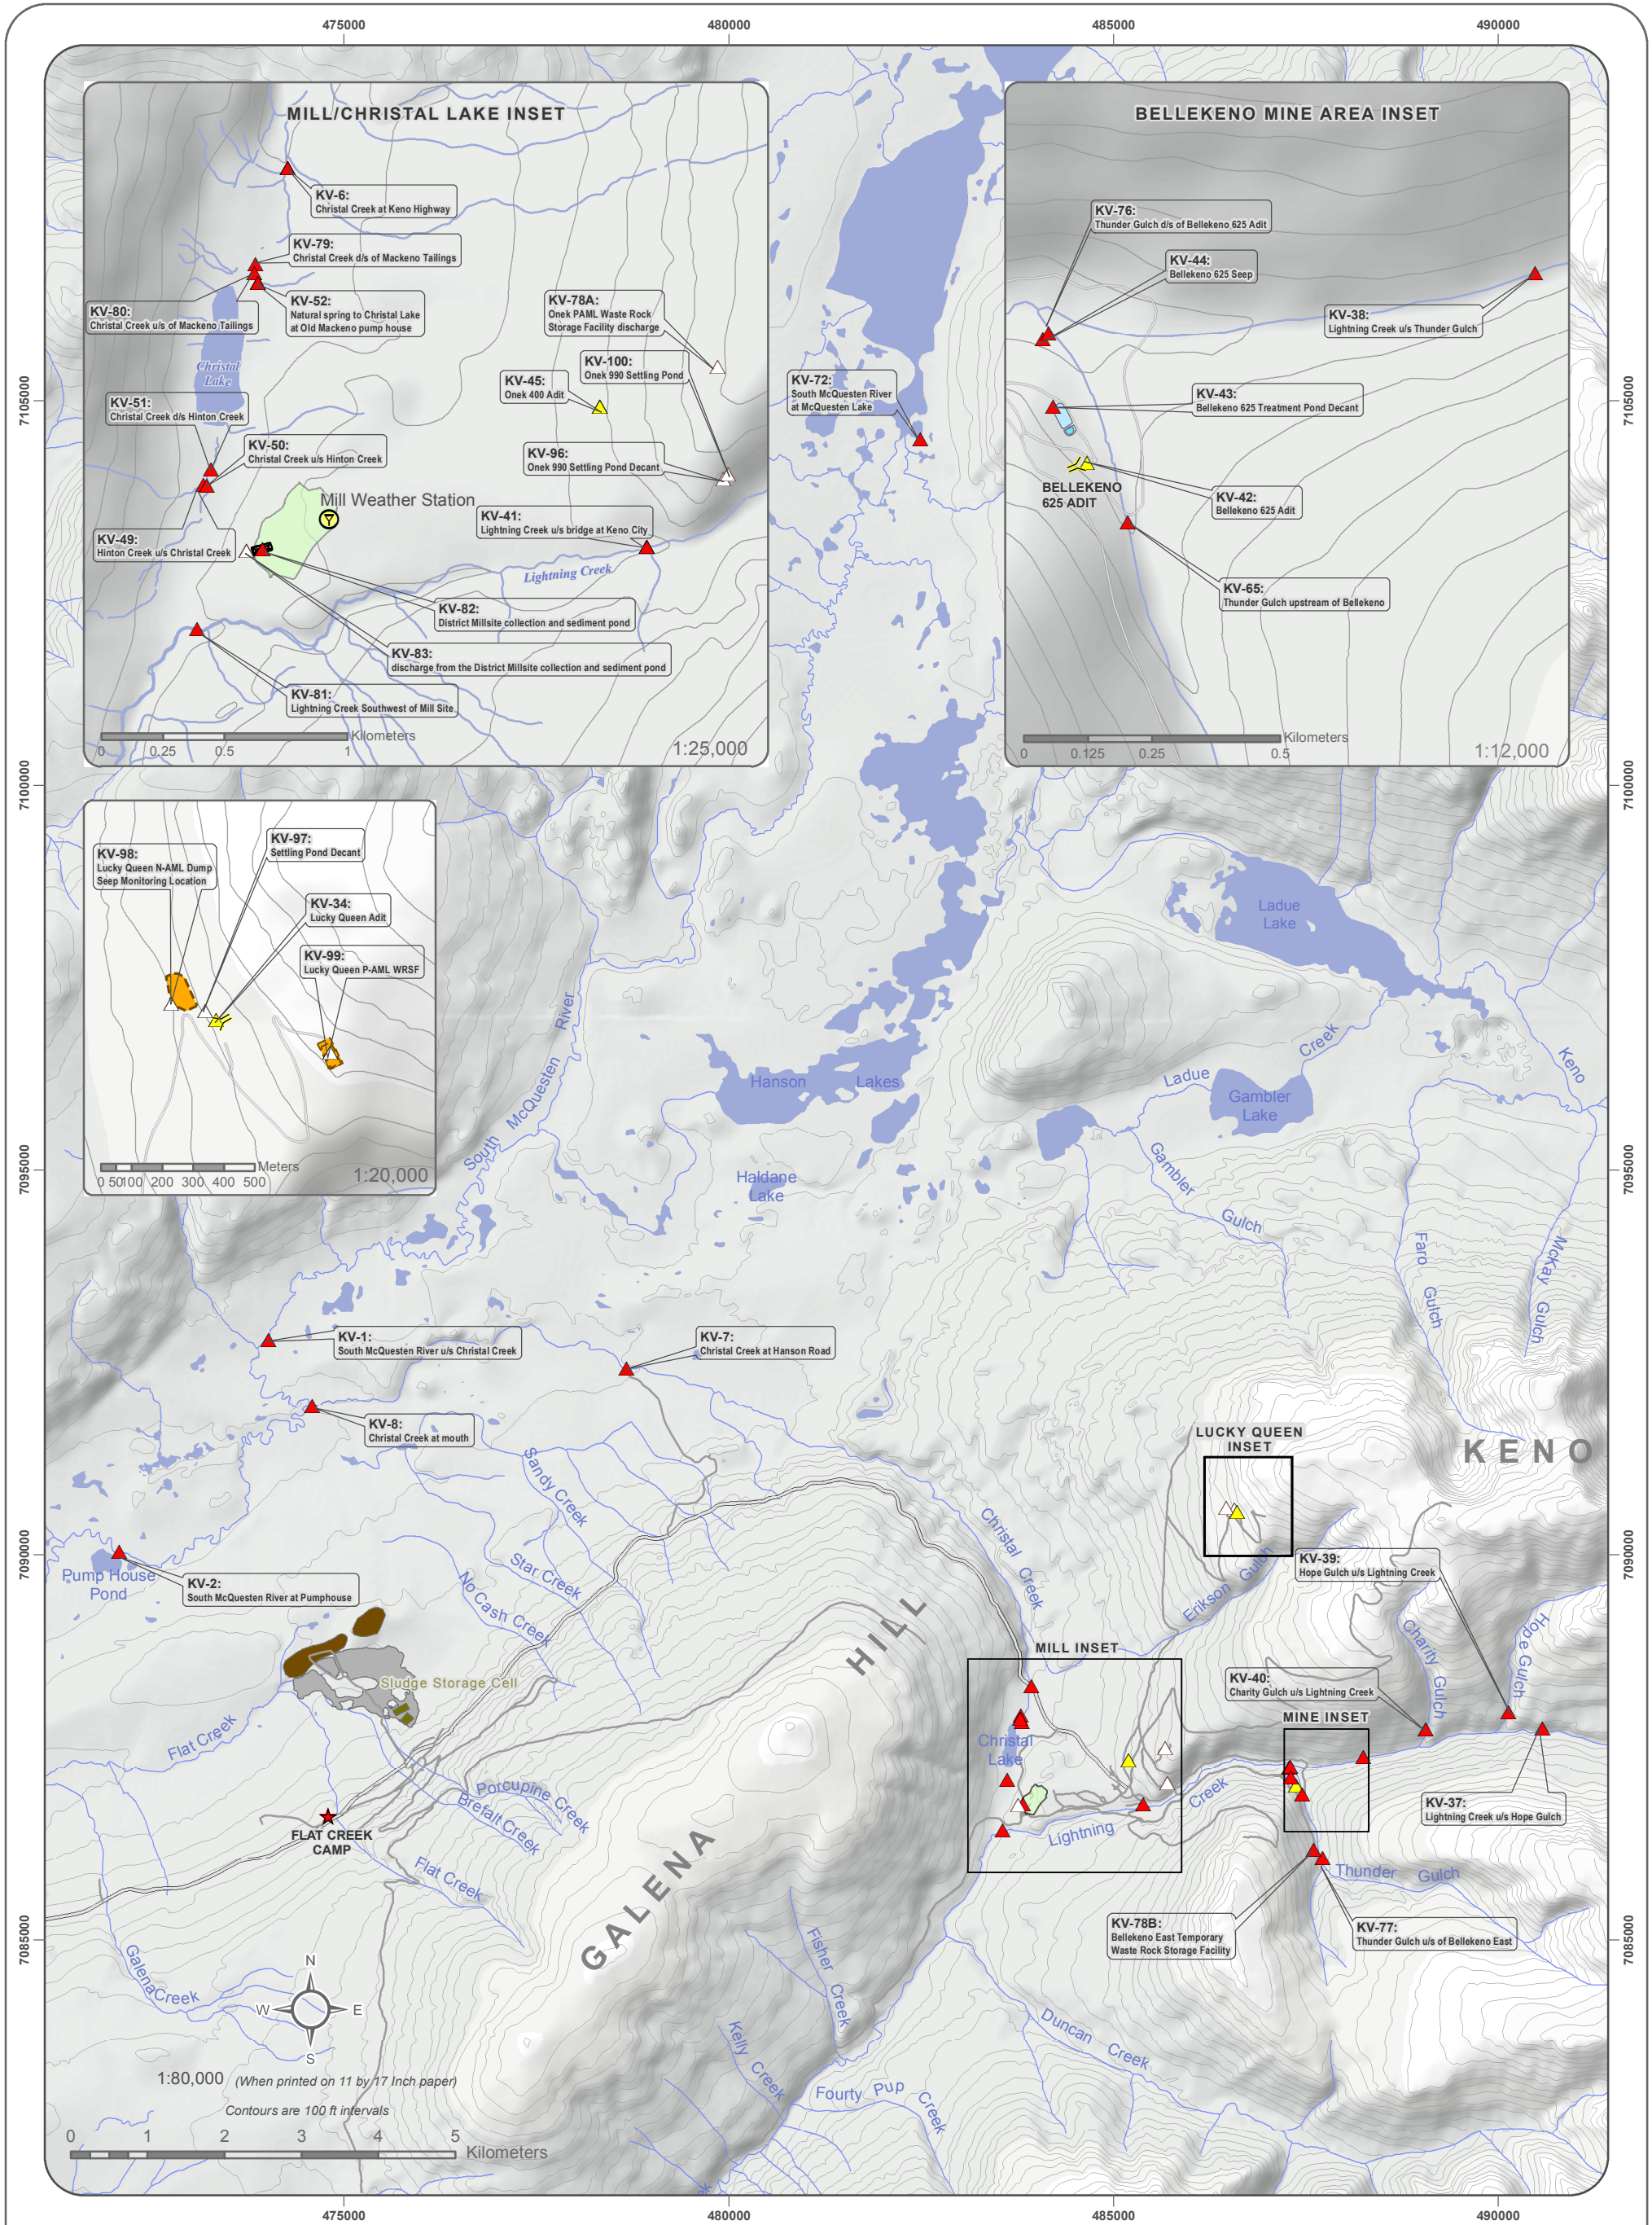 475000
480000
485000
490000
MILL/CHRISTAL LAKE INSET
KV-6:
Christal Creek at Keno Highway
KV-79:
Christal Creek d/s of Mackeno Tailings
KV-80:
Christal Creek u/s of Mackeno Tailings
KV-52:
Natural spring to Christal Lake
at Old Mackeno pump house
KV-78A:
Onek PAML Waste Rock
Storage Facility discharge
KV-100:
Onek 990 Settling Pond
KV-45:
Onek 400 Adit
Christal
Lake
KV-51:
Christal Creek d/s Hinton Creek
KV-50:
Christal Creek u/s Hinton Creek
KV-96:
Onek 990 Settling Pond Decant
Mill Weather Station
KV-41:
Lightning Creek u/s bridge at Keno City
KV-49:
Hinton Creek u/s Christal Creek
Lightning Creek
KV-82:
District Millsite collection and sediment pond
KV-83:
discharge from the District Millsite collection and sediment pond
KV-81:
Lightning Creek Southwest of Mill Site
Kilometers
0 0.25 0.5 1
1:25,000
BELLEKENO MINE AREA INSET
KV-76:
Thunder Gulch d/s of Bellekeno 625 Adit
KV-44:
Bellekeno 625 Seep
KV-38:
Lightning Creek u/s Thunder Gulch
KV-43:
Bellekeno 625 Treatment Pond Decant
BELLEKENO
625 ADIT
KV-42:
Bellekeno 625 Adit
KV-65:
Thunder Gulch upstream of Bellekeno
Kilometers
0 0.125 0.25 0.5
1:12,000
KV-72:
South McQuesten River
at McQuesten Lake
7105000
7105000
7100000
7100000
KV-98:
Lucky Queen N-AML Dump
Seep Monitoring Location
KV-97:
Settling Pond Decant
KV-34:
Lucky Queen Adit
KV-99:
Lucky Queen P-AML WRSF
Meters
0 50 100 200 300 400 500
1:20,000
Ladue
Lake
South McQuesten River
Hanson Lakes
Ladue Creek
Gambler
Lake
Keno
Haldane
Lake
Gambler Gulch
Faro Gulch
McKay Gulch
7095000
7095000
KV-1:
South McQuesten River u/s Christal Creek
KV-7:
Christal Creek at Hanson Road
KV-8:
Christal Creek at mouth
LUCKY QUEEN
INSET
KENO
Sandy Creek
Christal Creek
7090000
7090000
Pump House
Pond
KV-2:
South McQuesten River at Pumphouse
Star Creek
No Cash Creek
KV-39:
Hope Gulch u/s Lightning Creek
Erikson Gulch
Charity Gulch
Hope Gulch
GALENA HILL
MILL INSET
Sludge Storage Cell
KV-40:
Charity Gulch u/s Lightning Creek
MINE INSET
Flat Creek
Christal
Lake
Porcupine Creek
Brefalt Creek
FLAT CREEK
CAMP
Flat Creek
Lightning Creek
KV-37:
Lightning Creek u/s Hope Gulch
Thunder Gulch
KV-78B:
Bellekeno East Temporary
Waste Rock Storage Facility
KV-77:
Thunder Gulch u/s of Bellekeno East
7085000
7085000
Galena Creek
Fisher Creek
Kelly Creek
Duncan Creek
Fourty Pup Creek
N
W E
S
1:80,000 (When printed on 11 by 17 Inch paper)
Contours are 100 ft intervals
0 1 2 3 4 5
Kilometers
475000
480000
485000
490000